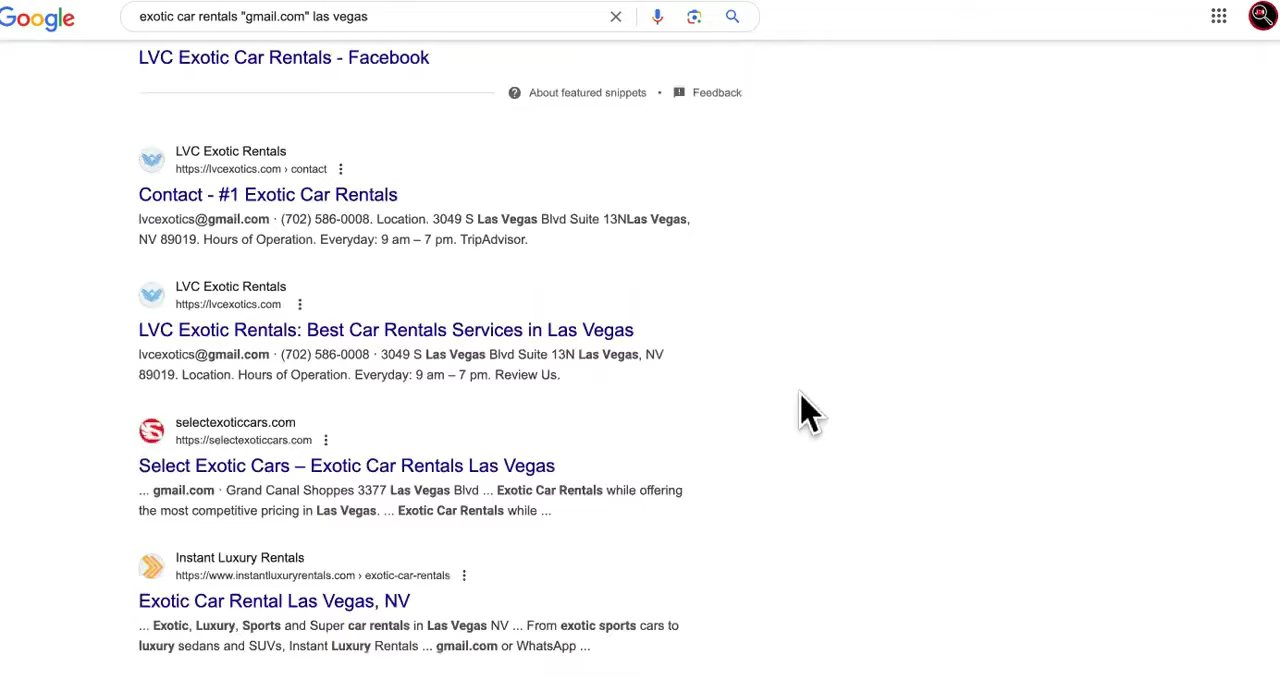 Google
exotic car rentals "gmail.com" las vegas
LVC Exotic Car Rentals - Facebook
About featured snippets • Feedback
LVC Exotic Rentals
https://lvcexotics.com › contact
Contact - #1 Exotic Car Rentals
lvcexotics@gmail.com · (702) 586-0008. Location. 3049 S Las Vegas Blvd Suite 13NLas Vegas,
NV 89019. Hours of Operation. Everyday: 9 am – 7 pm. TripAdvisor.
LVC Exotic Rentals
https://lvcexotics.com
LVC Exotic Rentals: Best Car Rentals Services in Las Vegas
lvcexotics@gmail.com · (702) 586-0008 · 3049 S Las Vegas Blvd Suite 13N Las Vegas, NV
89019. Location. Hours of Operation. Everyday: 9 am – 7 pm. Review Us.
selectexoticcars.com
https://selectexoticcars.com
Select Exotic Cars – Exotic Car Rentals Las Vegas
... gmail.com · Grand Canal Shoppes 3377 Las Vegas Blvd ... Exotic Car Rentals while offering
the most competitive pricing in Las Vegas. ... Exotic Car Rentals while ...
Instant Luxury Rentals
https://www.instantluxuryrentals.com › exotic-car-rentals
Exotic Car Rental Las Vegas, NV
... Exotic, Luxury, Sports and Super car rentals in Las Vegas NV ... From exotic sports cars to
luxury sedans and SUVs, Instant Luxury Rentals ... gmail.com or WhatsApp ...